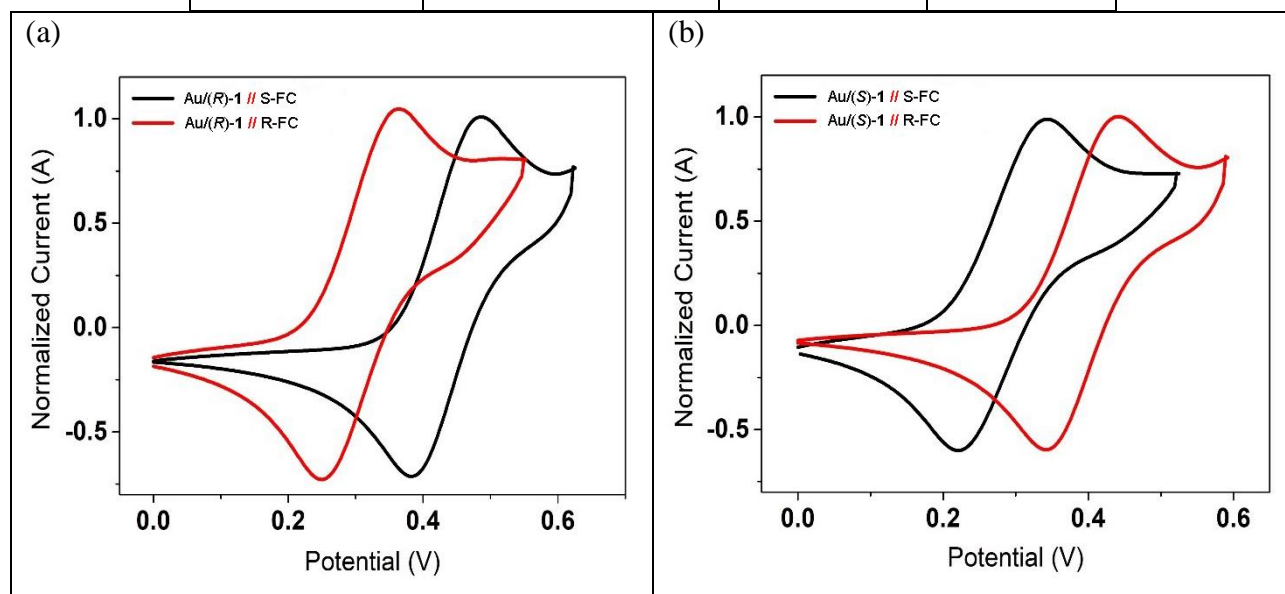 (a)
Au/(R)-1 // S-FC
Au/(R)-1 // R-FC
Normalized Current (A)
1.0
0.5
0.0
-0.5
0.0 0.2 0.4 0.6
Potential (V)
(b)
Au/(S)-1 // S-FC
Au/(S)-1 // R-FC
Normalized Current (A)
1.0
0.5
0.0
-0.5
0.0 0.2 0.4 0.6
Potential (V)